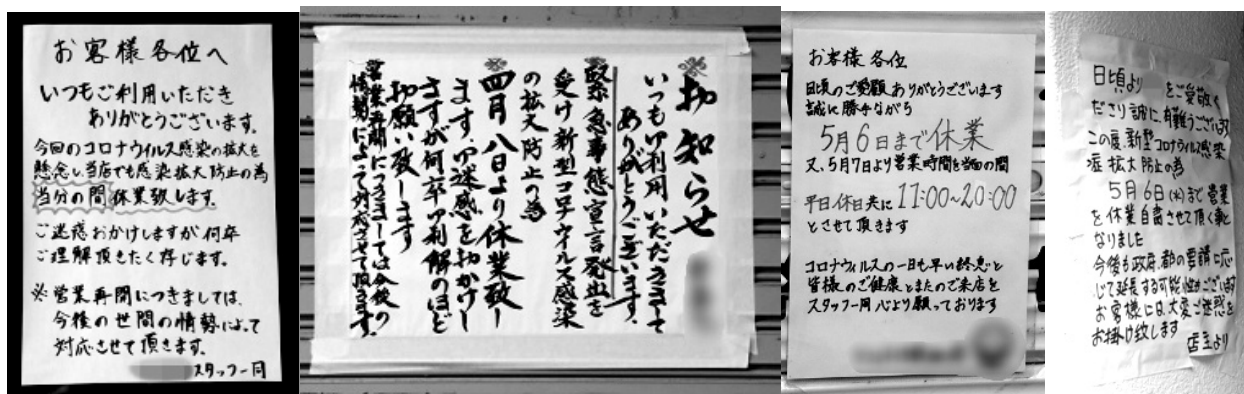 お客様各位へ
いつもご利用いただき
ありがとうございます。
今回のコロナウイルス感染の拡大を
懸念し、当店でも感染拡大防止の為
当分の間休業致します。
ご迷惑おかけしますが何卒
ご理解頂きたく存じます。
※営業再開につきましては、
今後の世間の情勢によって
対応させて頂きます。
スタッフ一同
お知らせ
いつも御利用いただきまして
ありがとうございます。
緊急事態宣言発出を
受け新型コロナウイルス感染
の拡大防止の為
四月八日より休業致し
ます。御迷惑をおかけし
ますが何卒御理解のほど
お願い致します
営業再開につきましては今後の
情勢によって対応させて頂きます。
お客様各位
日頃のご愛顧ありがとうございます
誠に勝手ながら
5月6日まで休業
又、5月7日より営業時間を当面の間
平日・休日共に11:00~20:00
とさせて頂きます
コロナウィルスの一日も早い終息と
皆様のご健康とまたのご来店を
スタッフ一同心より願っております
日頃より をご愛敬く
ださり誠に、有難うございます
この度、新型コロナウィルス感染
症拡大防止の為
5月6日(水)まで営業
を休業自粛させて頂く事と
なりました
今後も政府、都の要請に応
じて延長する可能性がございます
お客様には、大変ご迷惑を
お掛け致します
店主より